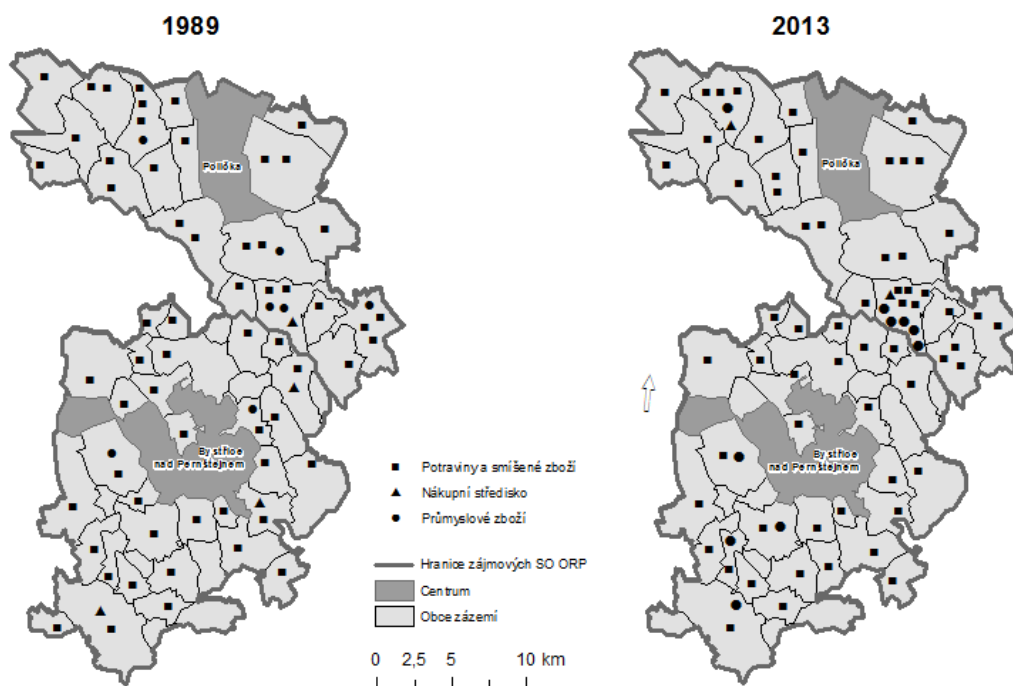 1989
2013
Polička
Polička
Bystřice
nad Pernštejnem
Bystřice
nad Pernštejnem
Potraviny a smíšené zboží
Nákupní středisko
Průmyslové zboží
Hranice zájmových SO ORP
Centrum
Obce zázemí
0 2,5 5 10 km